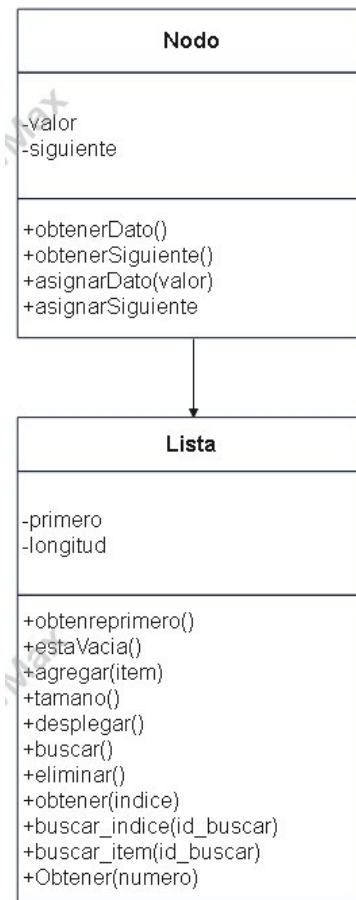 Nodo
-valor
-siguiente
+obtenerDato()
+obtenerSiguiente()
+asignarDato(valor)
+asignarSiguiente
Lista
-primero
-longitud
+obtenreprimero()
+estaVacia()
+agregar(item)
+tamano()
+desplegar()
+buscar()
+eliminar()
+obtener(indice)
+buscar_indice(id_buscar)
+buscar_item(id_buscar)
+Obtener(numero)